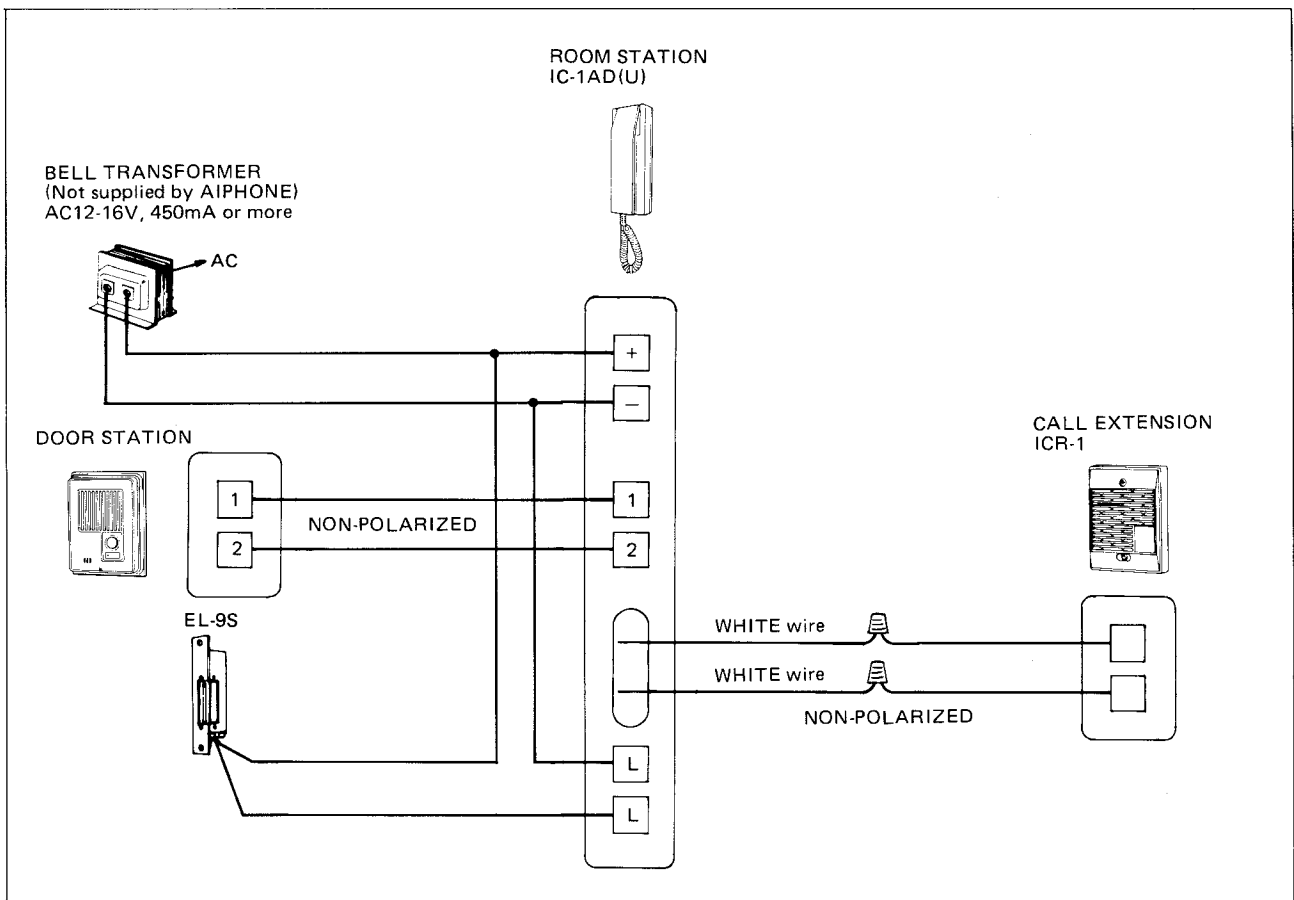 ROOM STATION
IC-1AD(U)
BELL TRANSFORMER
(Not supplied by AIPHONE)
AC12-16V, 450mA or more
AC
+
−
DOOR STATION
1
2
NON-POLARIZED
1
2
CALL EXTENSION
ICR-1
EL-9S
WHITE wire
WHITE wire
NON-POLARIZED
L
L